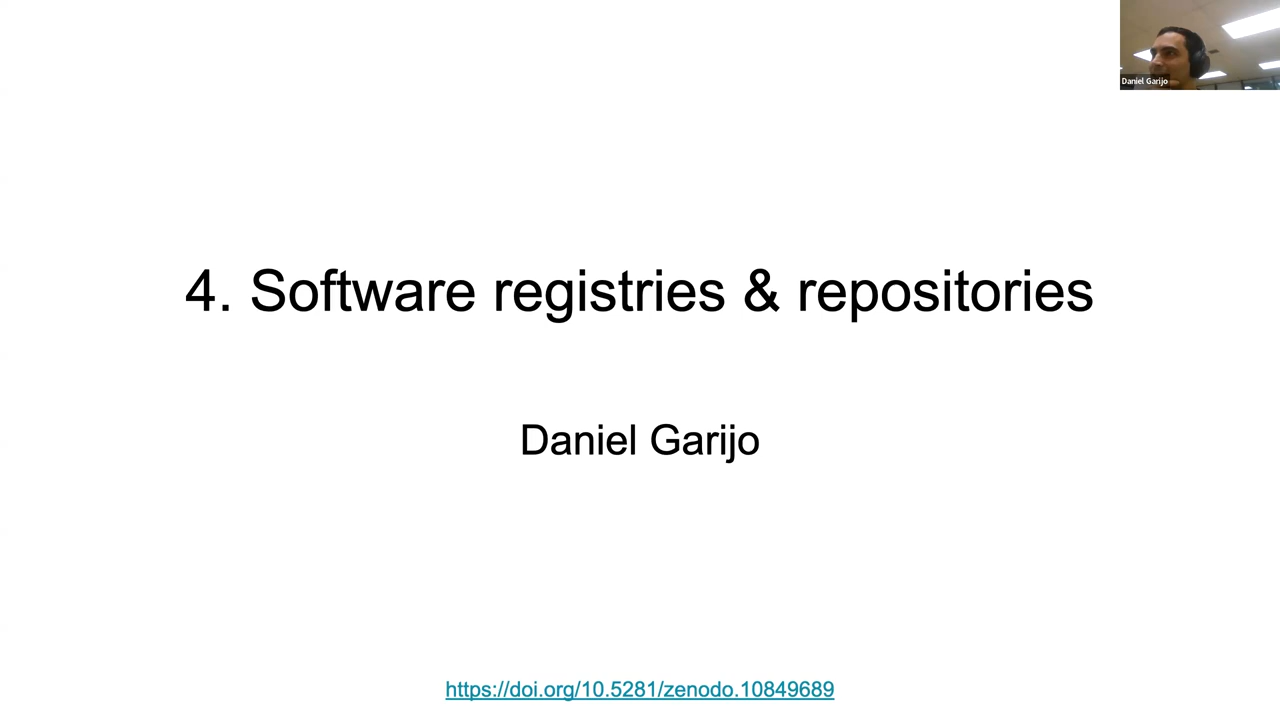 Daniel Garijo
4. Software registries & repositories
Daniel Garijo
https://doi.org/10.5281/zenodo.10849689